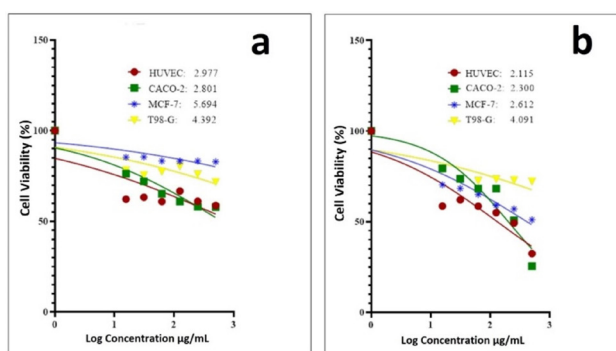 a
150
HUVEC: 2.977
CACO-2: 2.801
MCF-7: 5.694
T98-G: 4.392
100
50
0
0
1
2
3
Cell Viability (%)
Log Concentration µg/mL
b
150
HUVEC: 2.115
CACO-2: 2.300
MCF-7: 2.612
T98-G: 4.091
100
50
0
0
1
2
3
Cell Viability (%)
Log Concentration µg/mL